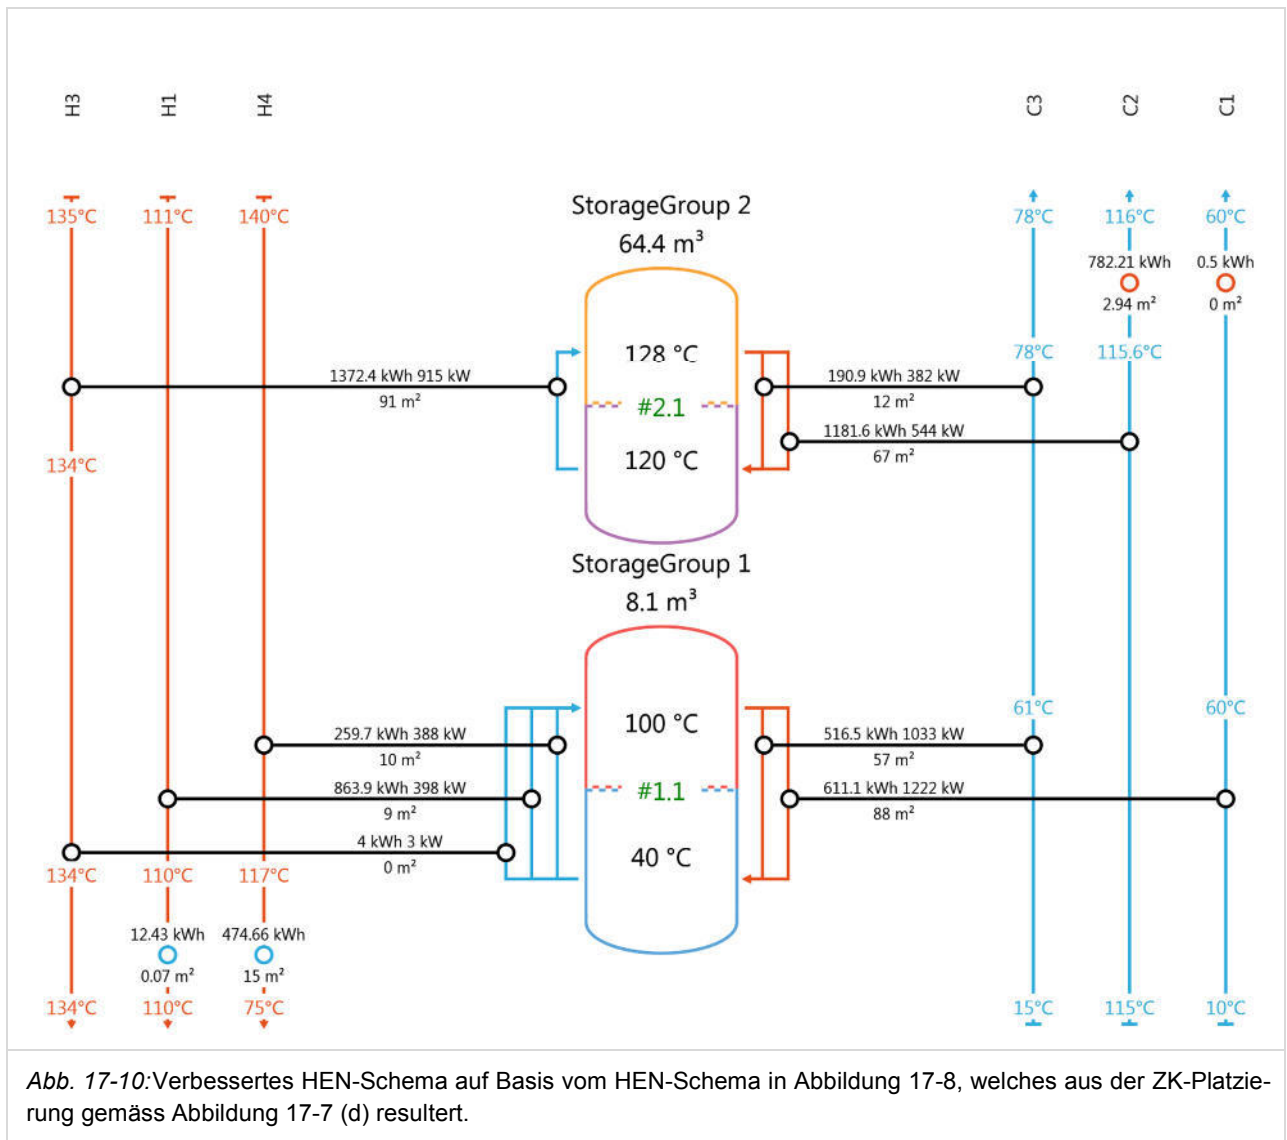 H3 H1 H4 C3 C2 C1
135°C 111°C 140°C 78°C 116°C 60°C
StorageGroup 2
64.4 m³
782.21 kWh 0.5 kWh
2.94 m² 0 m²
128 °C 78°C 115.6°C
1372.4 kWh 915 kW 190.9 kWh 382 kW
91 m² #2.1 12 m²
1181.6 kWh 544 kW
134°C 120 °C 67 m²
StorageGroup 1
8.1 m³
100 °C 61°C 60°C
259.7 kWh 388 kW 516.5 kWh 1033 kW
10 m² 57 m²
863.9 kWh 398 kW #1.1 611.1 kWh 1222 kW
9 m² 88 m²
4 kWh 3 kW 40 °C
0 m²
134°C 110°C 117°C
12.43 kWh 474.66 kWh
0.07 m² 15 m²
134°C 110°C 75°C 15°C 115°C 10°C
Abb. 17-10:Verbessertes HEN-Schema auf Basis vom HEN-Schema in Abbildung 17-8, welches aus der ZK-Platzie-
rung gemäss Abbildung 17-7 (d) resultert.